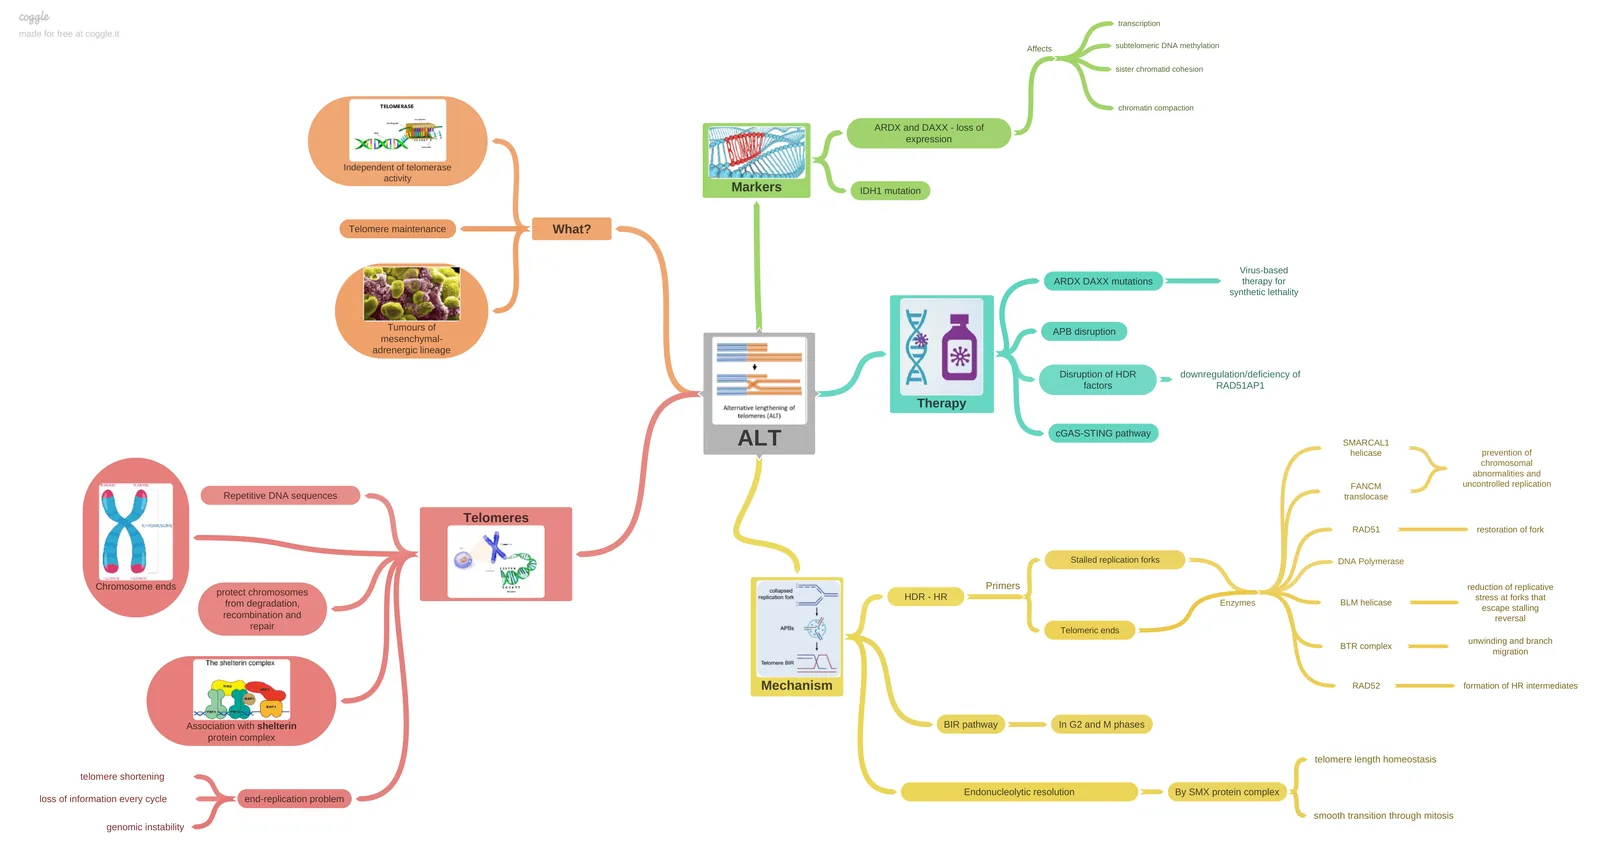 coggle
made for free at coggle.it
transcription
subtelomeric DNA methylation
sister chromatid cohesion
chromatin compaction
Affects
ARDX and DAXX - loss of
expression
IDH1 mutation
BIOMARKER
Markers
TELOMERASE
Independent of telomerase
activity
Telomere maintenance
Tumours of
mesenchymal-
adrenergic lineage
What?
ARDX DAXX mutations
Virus-based
therapy for
synthetic lethality
APB disruption
Disruption of HDR
factors
downregulation/deficiency of
RAD51AP1
cGAS-STING pathway
Therapy
Alternative lengthening of
telomeres (ALT)
ALT
Telomeres
Repetitive DNA sequences
CHROMOSOME
Chromosome ends
protect chromosomes
from degradation,
recombination and
repair
The shelterin complex
Association with shelterin
protein complex
end-replication problem
telomere shortening
loss of information every cycle
genomic instability
collapsed
replication fork
APBs
Telomere BIR
Mechanism
HDR - HR
Primers
Stalled replication forks
Telomeric ends
Enzymes
SMARCAL1
helicase
FANCM
translocase
prevention of
chromosomal
abnormalities and
uncontrolled replication
RAD51
restoration of fork
DNA Polymerase
BLM helicase
reduction of replicative
stress at forks that
escape stalling
reversal
BTR complex
unwinding and branch
migration
RAD52
formation of HR intermediates
BIR pathway
In G2 and M phases
Endonucleolytic resolution
By SMX protein complex
telomere length homeostasis
smooth transition through mitosis